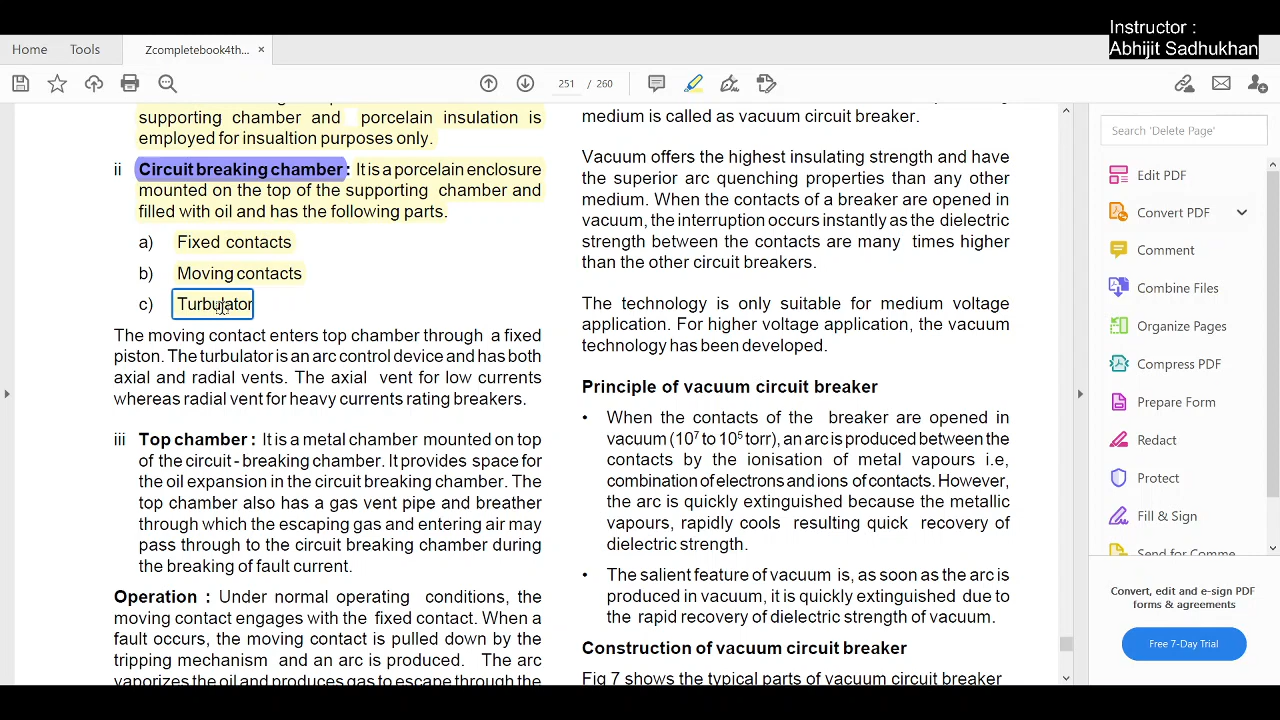 Instructor :
Abhijit Sadhukhan
Home
Tools
Zcompletebook4th...
251 / 260
supporting chamber and porcelain insulation is
employed for insualtion purposes only.
ii Circuit breaking chamber : It is a porcelain enclosure
mounted on the top of the supporting chamber and
filled with oil and has the following parts.
a) Fixed contacts
b) Moving contacts
c) Turbulator
The moving contact enters top chamber through a fixed
piston. The turbulator is an arc control device and has both
axial and radial vents. The axial vent for low currents
whereas radial vent for heavy currents rating breakers.
iii Top chamber : It is a metal chamber mounted on top
of the circuit - breaking chamber. It provides space for
the oil expansion in the circuit breaking chamber. The
top chamber also has a gas vent pipe and breather
through which the escaping gas and entering air may
pass through to the circuit breaking chamber during
the breaking of fault current.
Operation : Under normal operating conditions, the
moving contact engages with the fixed contact. When a
fault occurs, the moving contact is pulled down by the
tripping mechanism and an arc is produced. The arc
vaporizes the oil and produces gas to escape through the
medium is called as vacuum circuit breaker.
Vacuum offers the highest insulating strength and have
the superior arc quenching properties than any other
medium. When the contacts of a breaker are opened in
vacuum, the interruption occurs instantly as the dielectric
strength between the contacts are many times higher
than the other circuit breakers.
The technology is only suitable for medium voltage
application. For higher voltage application, the vacuum
technology has been developed.
Principle of vacuum circuit breaker
• When the contacts of the breaker are opened in
vacuum (10⁷ to 10⁵ torr), an arc is produced between the
contacts by the ionisation of metal vapours i.e,
combination of electrons and ions of contacts. However,
the arc is quickly extinguished because the metallic
vapours, rapidly cools resulting quick recovery of
dielectric strength.
• The salient feature of vacuum is, as soon as the arc is
produced in vacuum, it is quickly extinguished due to
the rapid recovery of dielectric strength of vacuum.
Construction of vacuum circuit breaker
Fig 7 shows the typical parts of vacuum circuit breaker
Search 'Delete Page'
Edit PDF
Convert PDF
Comment
Combine Files
Organize Pages
Compress PDF
Prepare Form
Redact
Protect
Fill & Sign
Send for Comme
Convert, edit and e-sign PDF
forms & agreements
Free 7-Day Trial